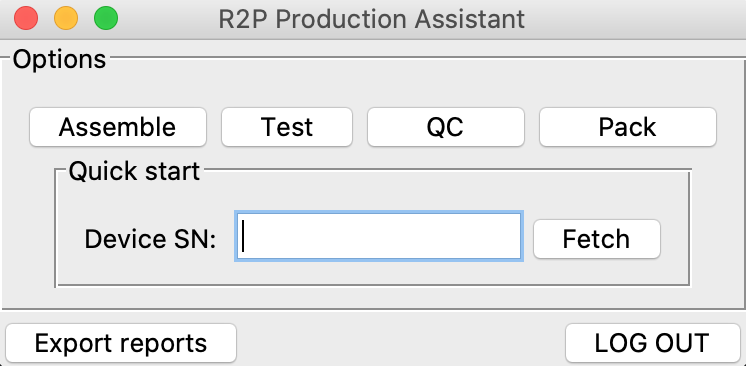 R2P Production Assistant
Options
Assemble Test QC Pack
Quick start
Device SN: Fetch
Export reports LOG OUT